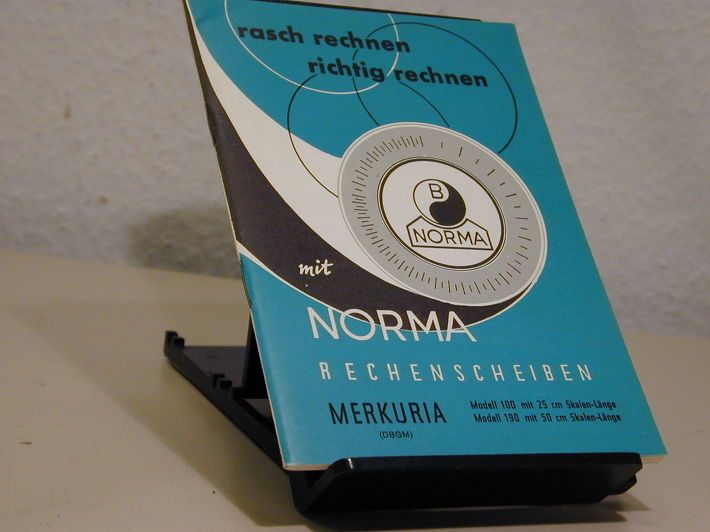 rasch rechnen
richtig rechnen
B
NORMA
mit
NORMA
RECHENSCHEIBEN
MERKURIA
(DBGM)
Modell 100 mit 25 cm Skalen-Länge
Modell 190 mit 50 cm Skalen-Länge